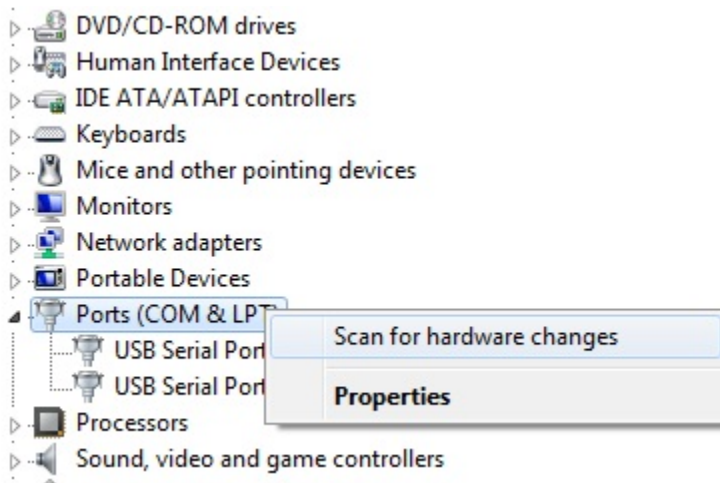 DVD/CD-ROM drives
Human Interface Devices
IDE ATA/ATAPI controllers
Keyboards
Mice and other pointing devices
Monitors
Network adapters
Portable Devices
Ports (COM & LPT)
Scan for hardware changes
USB Serial Port
USB Serial Port
Properties
Processors
Sound, video and game controllers